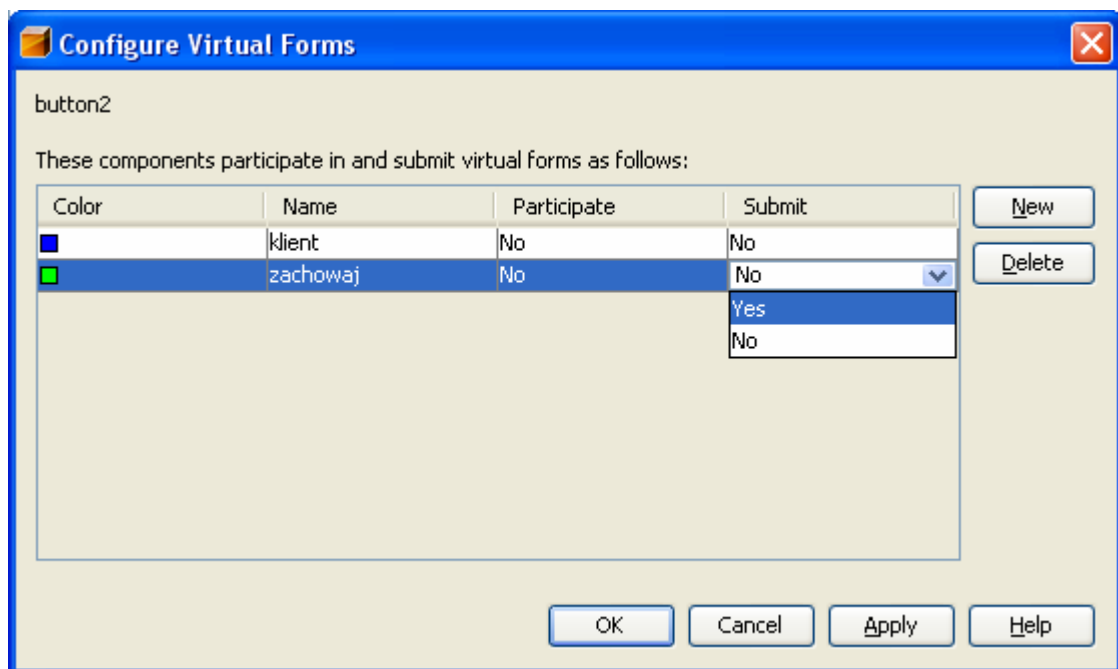 Configure Virtual Forms
button2
These components participate in and submit virtual forms as follows:
Color Name Participate Submit New
klient No No
zachowaj No No Delete
Yes
No
OK Cancel Apply Help